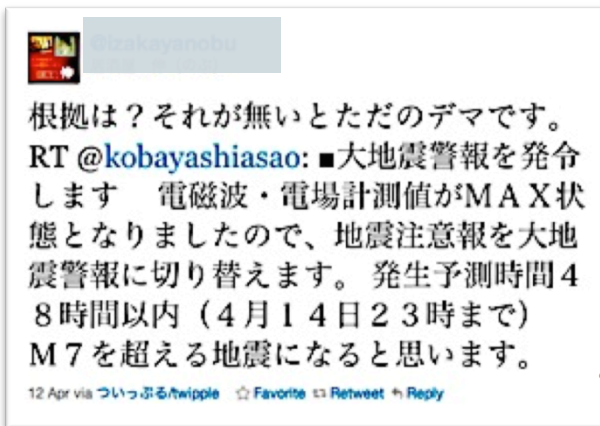 @izakayanobu
根拠は？それが無いとただのデマです。
RT @kobayashiasao: ■大地震警報を発令
します　電磁波・電場計測値がＭＡＸ状
態となりましたので、地震注意報を大地
震警報に切り替えます。 発生予測時間４
８時間以内（４月１４日２３時まで）
Ｍ７を超える地震になると思います。
12 Apr via ついっぷる/twipple ☆ Favorite Retweet Reply